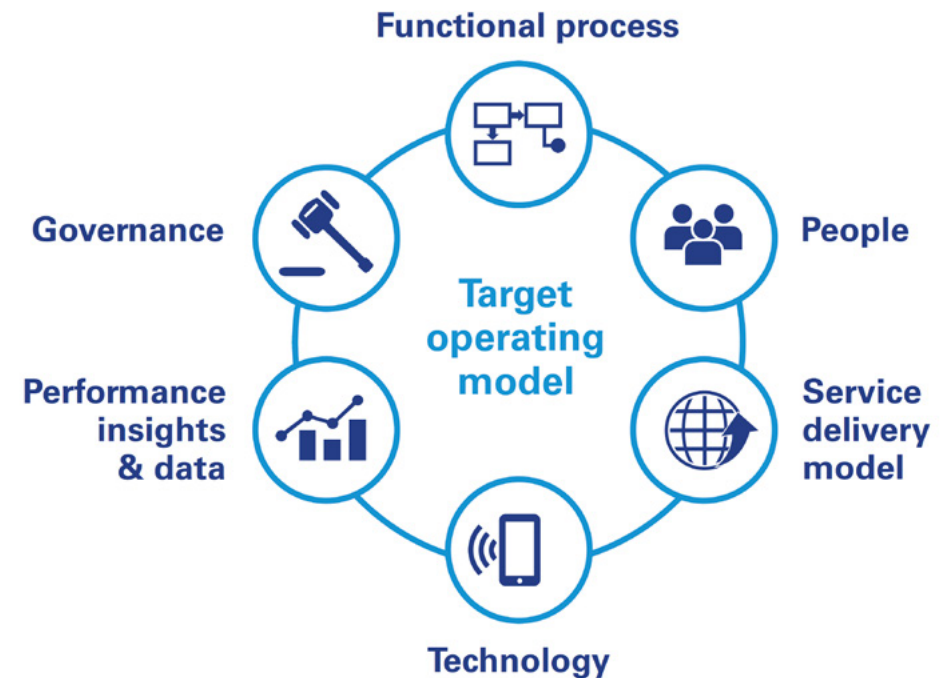 Functional process
Governance
People
Target
operating
model
Performance
insights
& data
Service
delivery
model
Technology